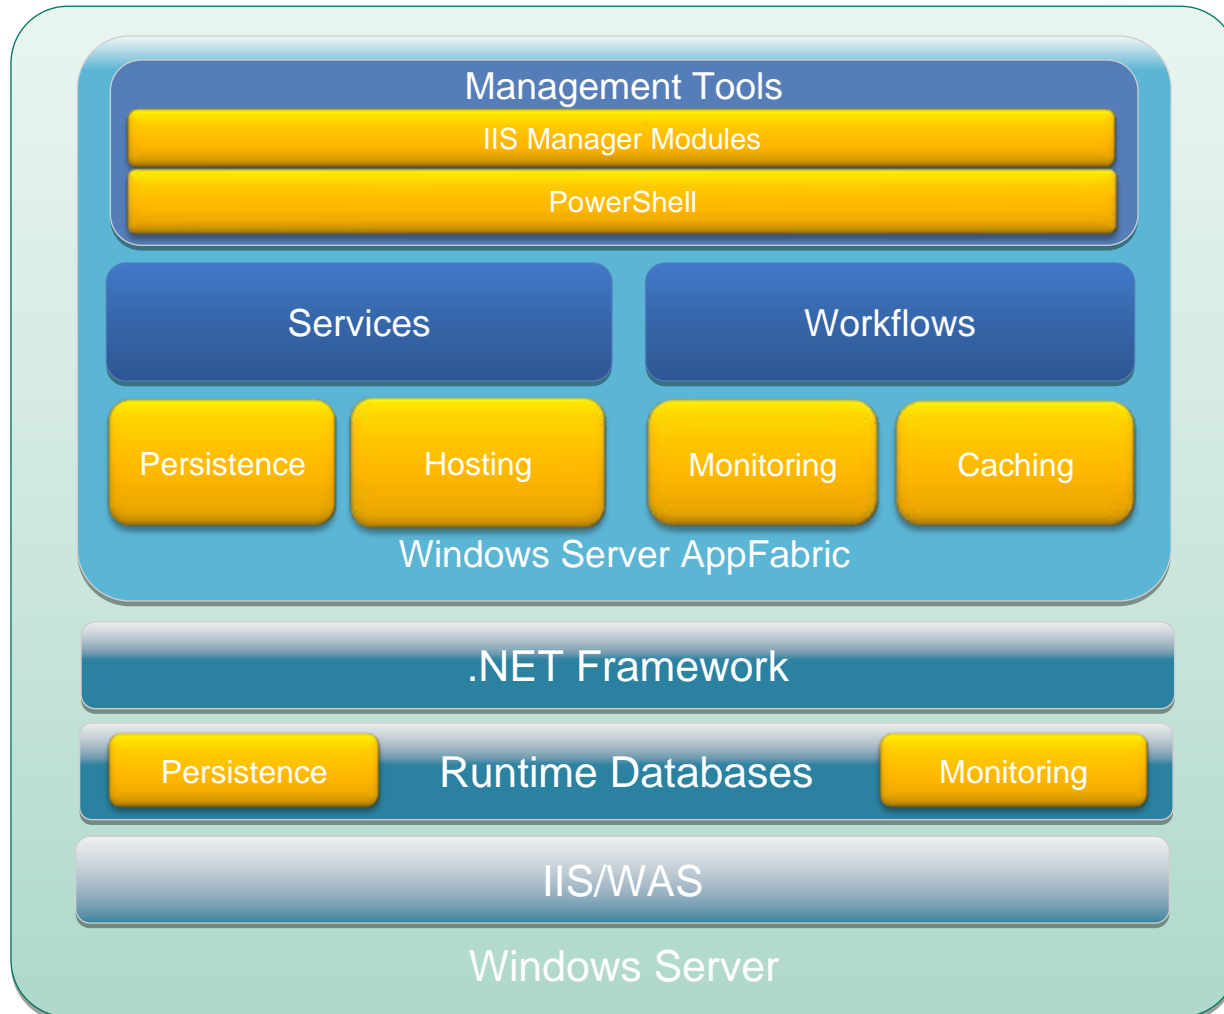 Management Tools
IIS Manager Modules
PowerShell
Services
Workflows
Persistence
Hosting
Monitoring
Caching
Windows Server AppFabric
.NET Framework
Persistence
Runtime Databases
Monitoring
IIS/WAS
Windows Server